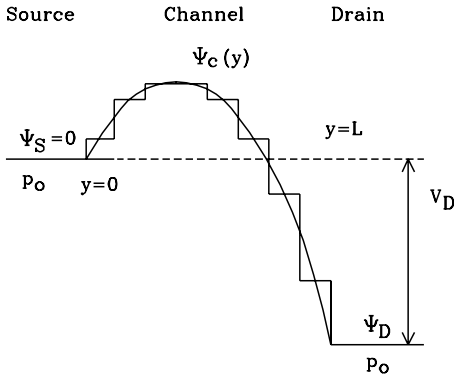 Source Channel Drain
Ψc(y)
ΨS=0
y=L
po
y=0
VD
ΨD
po